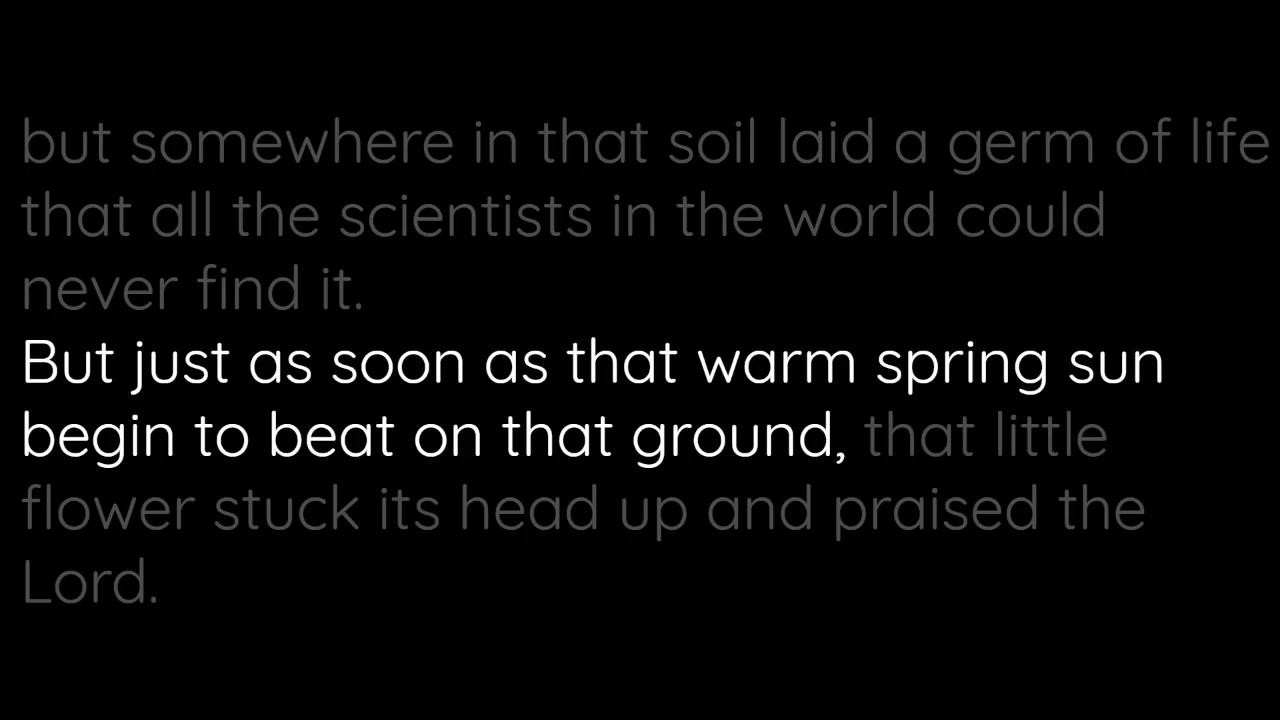 but somewhere in that soil laid a germ of life
that all the scientists in the world could
never find it.
But just as soon as that warm spring sun
begin to beat on that ground, that little
flower stuck its head up and praised the
Lord.